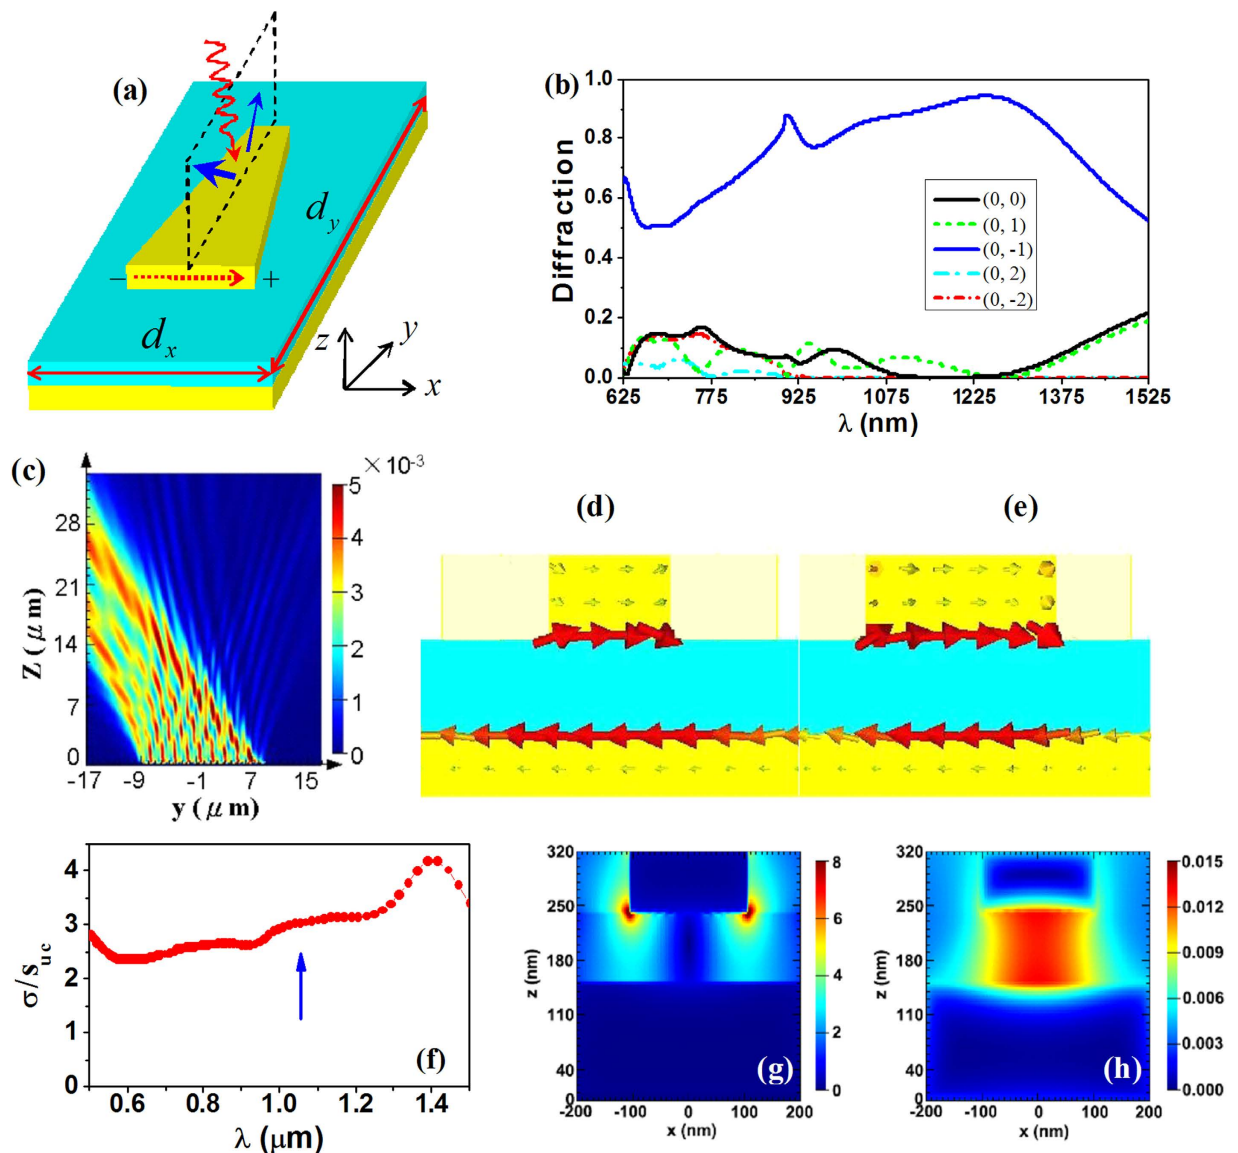 (a)
d_y
− +
d_x
z
y
x
(b)
Diffraction
1.0
0.8
0.6
0.4
0.2
0.0
(0, 0)
(0, 1)
(0, -1)
(0, 2)
(0, -2)
625 775 925 1075 1225 1375 1525
λ (nm)
(c)
Z (μm)
28
21
14
7
0
-17 -9 -1 7 15
y (μm)
×10⁻³
5
4
3
2
1
0
(d)
(e)
σ/s_uc
4
3
2
1
0
0.6 0.8 1.0 1.2 1.4
λ (μm)
(f)
z (nm)
320
250
180
110
40
0
-200 -100 0 100 200
x (nm)
(g)
8
6
4
2
0
z (nm)
320
250
180
110
40
0
-200 -100 0 100 200
x (nm)
(h)
0.015
0.012
0.009
0.006
0.003
0.000